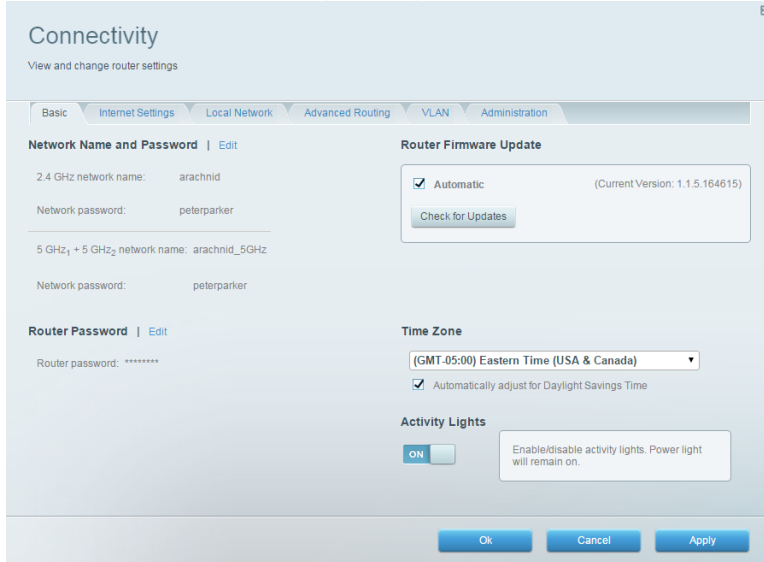 Connectivity
View and change router settings
Basic Internet Settings Local Network Advanced Routing VLAN Administration
Network Name and Password | Edit
2.4 GHz network name: arachnid
Network password: peterparker
5 GHz1 + 5 GHz2 network name: arachnid_5GHz
Network password: peterparker
Router Password | Edit
Router password: ********
Router Firmware Update
Automatic (Current Version: 1.1.5.164615)
Check for Updates
Time Zone
(GMT-05:00) Eastern Time (USA & Canada)
Automatically adjust for Daylight Savings Time
Activity Lights
ON
Enable/disable activity lights. Power light
will remain on.
Ok Cancel Apply